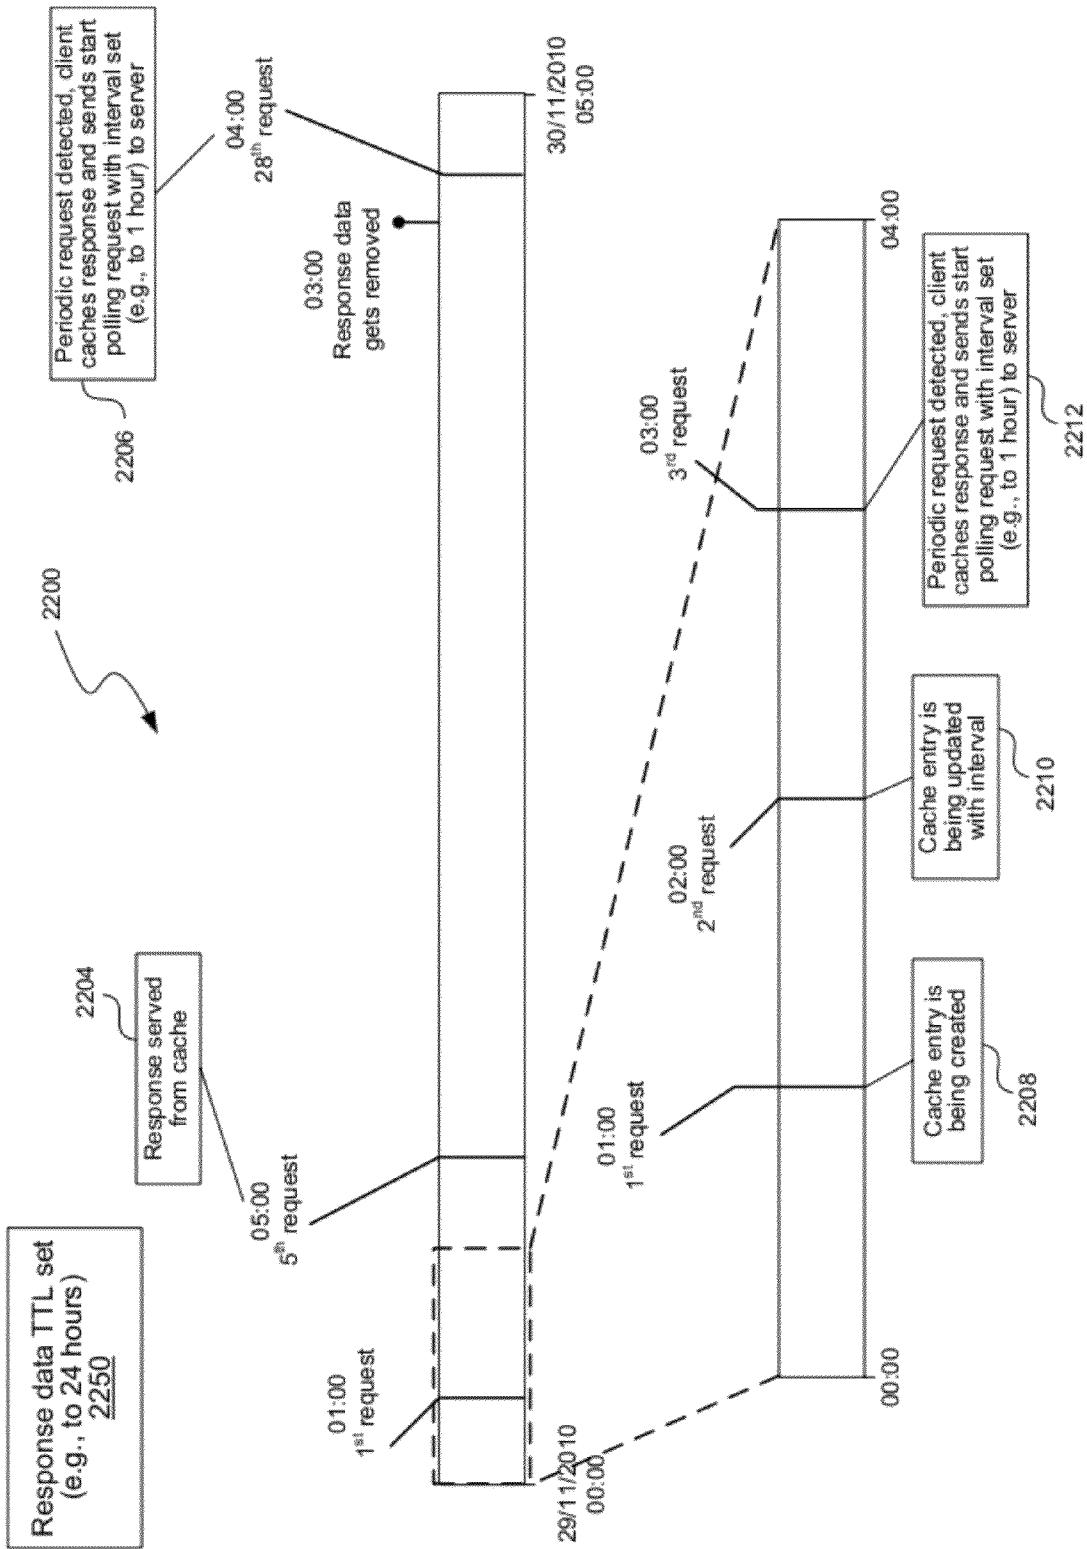 Response data TTL set
(e.g., to 24 hours)
2250
2204
Response served
from cache
2200
2206
Periodic request detected, client
caches response and sends start
polling request with interval set
(e.g., to 1 hour) to server
01:00
1st request
05:00
5th request
03:00
Response data
gets removed
04:00
28th request
29/11/2010
00:00
30/11/2010
05:00
01:00
1st request
02:00
2nd request
03:00
3rd request
00:00
04:00
Cache entry is
being created
2208
Cache entry is
being updated
with interval
2210
Periodic request detected, client
caches response and sends start
polling request with interval set
(e.g., to 1 hour) to server
2212